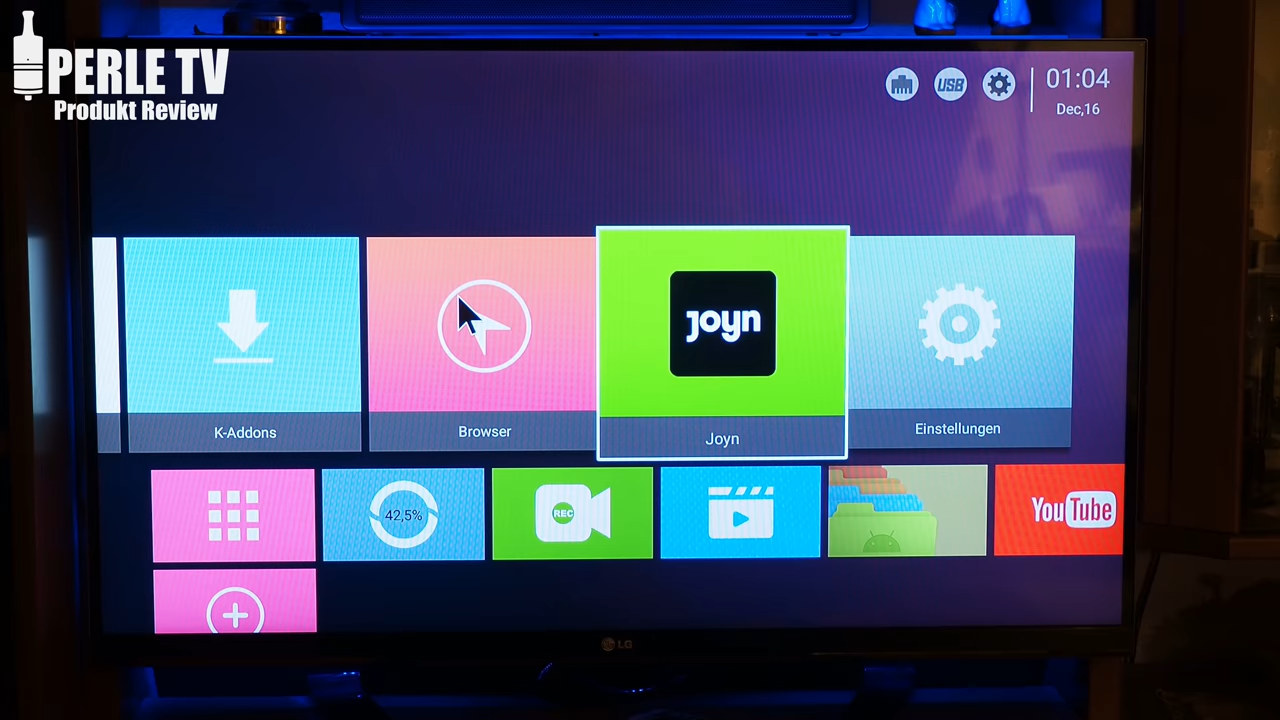 PERLE TV
Produkt Review
USB
01:04
Dec,16
joyn
K-Addons
Browser
Joyn
Einstellungen
42,5%
REC
YouTube
LG